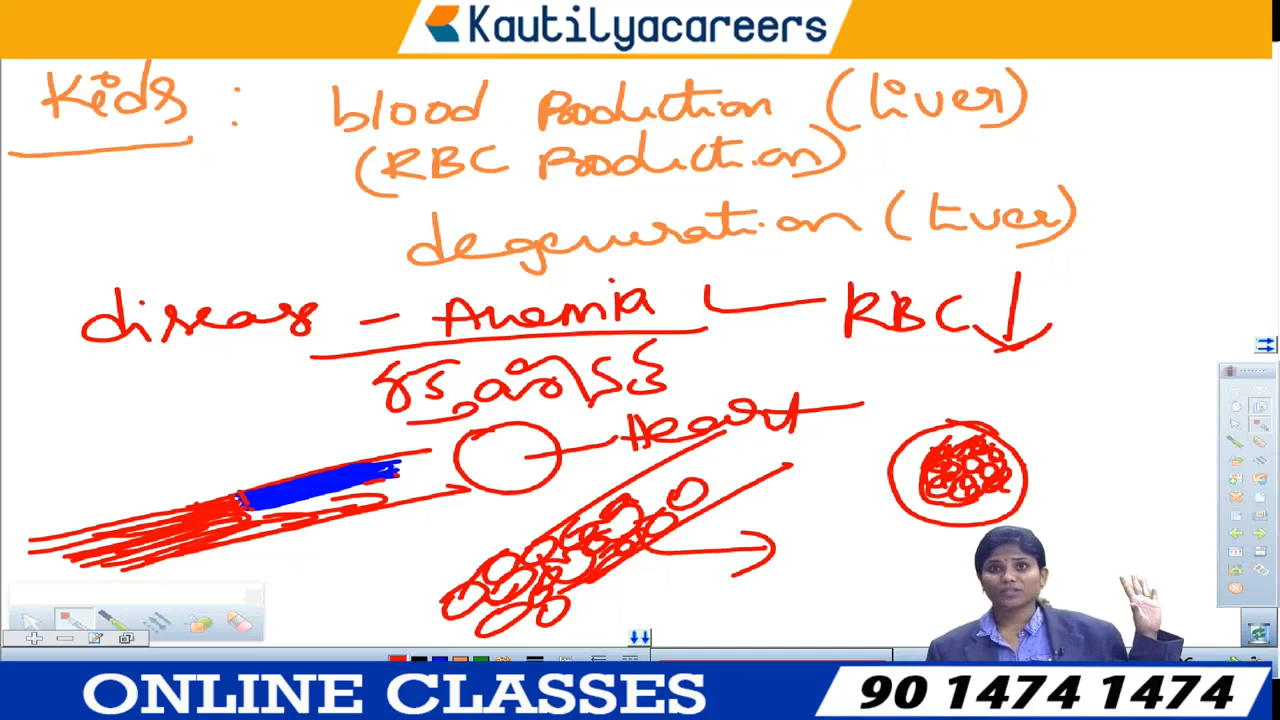 Kautilyacareers
Kids : blood Production (Liver)
(RBC Production)
degeneration (Liver)
disease - Anemia RBC ↓
Heart
ONLINE CLASSES
90 1474 1474